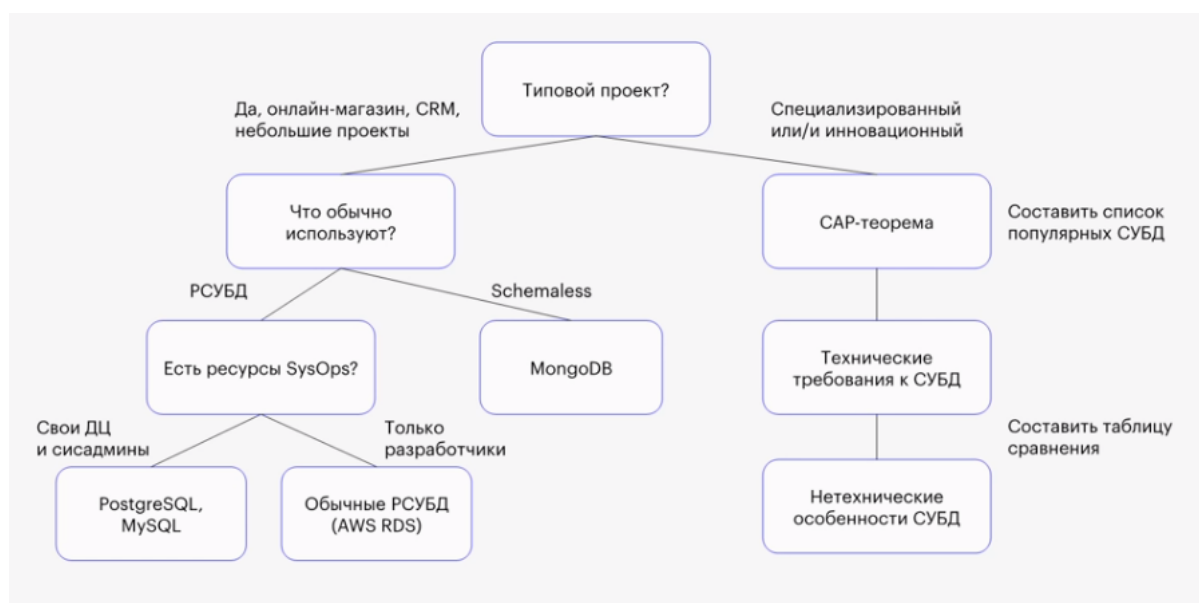 Типовой проект?
Да, онлайн-магазин, CRM,
небольшие проекты
Специализированный
или/и инновационный
Что обычно
используют?
CAP-теорема
Составить список
популярных СУБД
РСУБД
Schemaless
Есть ресурсы SysOps?
MongoDB
Технические
требования к СУБД
Свои ДЦ
и сисадмины
Только
разработчики
Составить таблицу
сравнения
PostgreSQL,
MySQL
Обычные РСУБД
(AWS RDS)
Нетехнические
особенности СУБД